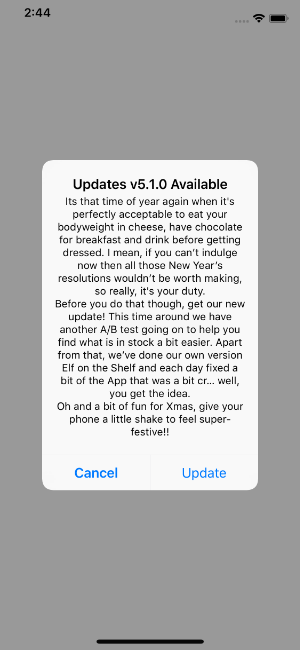 2:44
Updates v5.1.0 Available
Its that time of year again when it's
perfectly acceptable to eat your
bodyweight in cheese, have chocolate
for breakfast and drink before getting
dressed. I mean, if you can’t indulge
now then all those New Year’s
resolutions wouldn’t be worth making,
so really, it's your duty.
Before you do that though, get our new
update! This time around we have
another A/B test going on to help you
find what is in stock a bit easier. Apart
from that, we’ve done our own version
Elf on the Shelf and each day fixed a
bit of the App that was a bit cr... well,
you get the idea.
Oh and a bit of fun for Xmas, give your
phone a little shake to feel super-
festive!!
Cancel Update